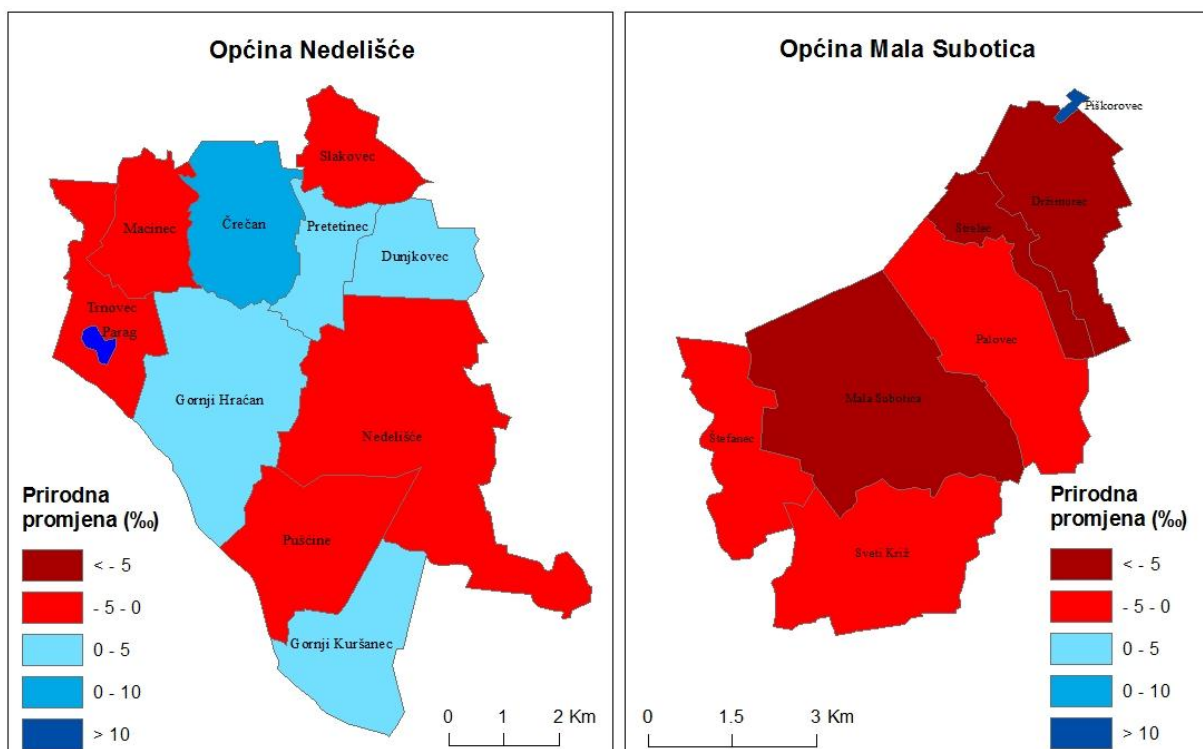 Općina Nedelišće
Slakovec
Macinec
Črečan
Pretetinec
Dunjkovec
Trnovec
Parag
Gornji Hraćan
Nedelišće
Pušćine
Gornji Kuršanec
Prirodna
promjena (‰)
< - 5
- 5 - 0
0 - 5
0 - 10
> 10
0 1 2 Km
Općina Mala Subotica
Piškorovec
Držimurec
Strelec
Palovec
Mala Subotica
Štefanec
Sveti Križ
Prirodna
promjena (‰)
< - 5
- 5 - 0
0 - 5
0 - 10
> 10
0 1.5 3 Km